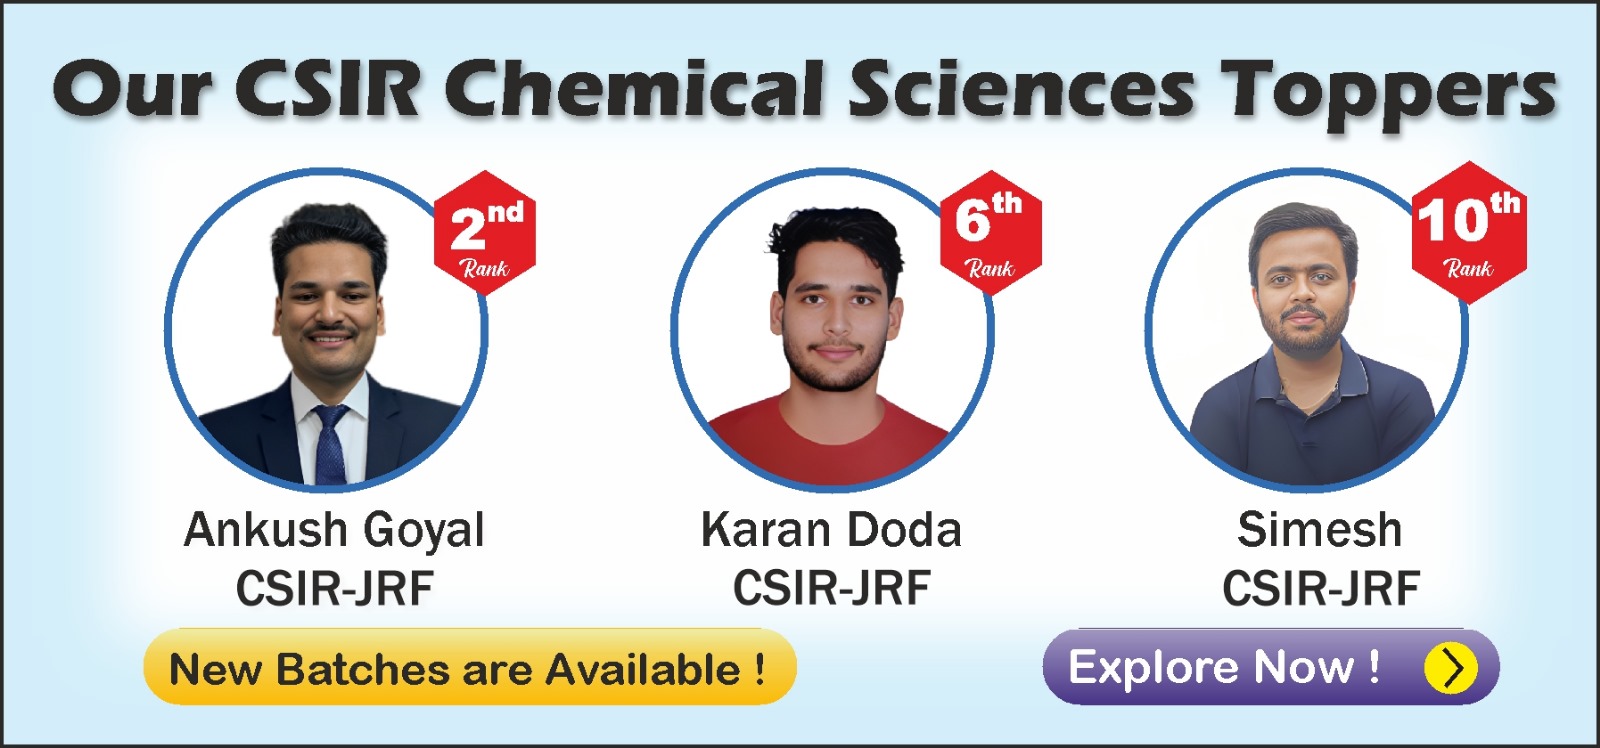 Our CSIR Chemical Sciences Toppers
2nd
Rank
6th
Rank
10th
Rank
Ankush Goyal
CSIR-JRF
Karan Doda
CSIR-JRF
Simesh
CSIR-JRF
New Batches are Available !
Explore Now !